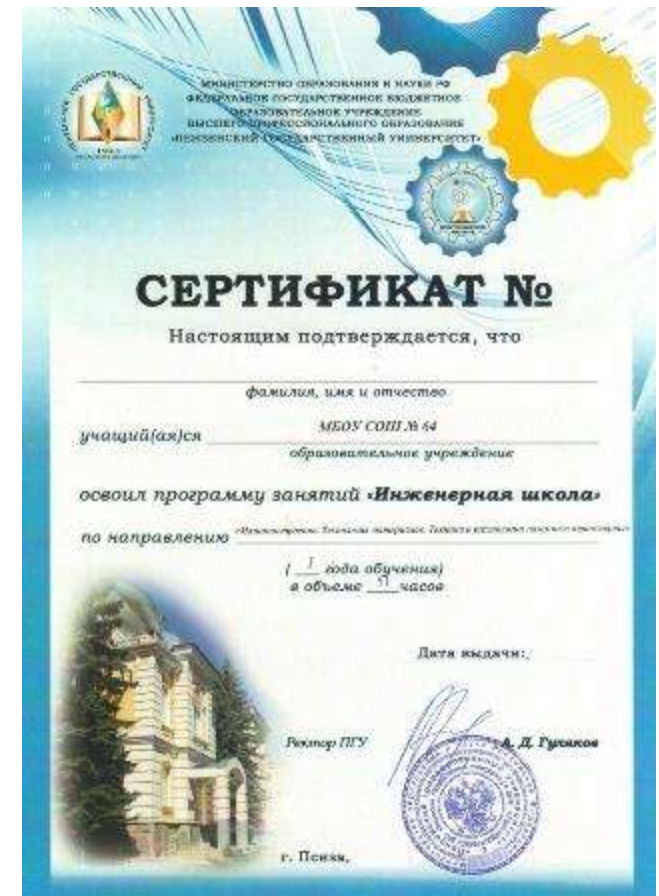 МИНИСТЕРСТВО ОБРАЗОВАНИЯ И НАУКИ РФ
ФЕДЕРАЛЬНОЕ ГОСУДАРСТВЕННОЕ БЮДЖЕТНОЕ
ОБРАЗОВАТЕЛЬНОЕ УЧРЕЖДЕНИЕ
ВЫСШЕГО ПРОФЕССИОНАЛЬНОГО ОБРАЗОВАНИЯ
«ПЕНЗЕНСКИЙ ГОСУДАРСТВЕННЫЙ УНИВЕРСИТЕТ»
СЕРТИФИКАТ №
Настоящим подтверждается, что
фамилия, имя и отчество
учащий(ая)ся МБОУ СОШ № 64
образовательное учреждение
освоил программу занятий «Инженерная школа»
по направлению
( 1 года обучения)
в объеме часов
Дата выдачи:
Ректор ПГУ А. Д. Гуляков
г. Пенза,